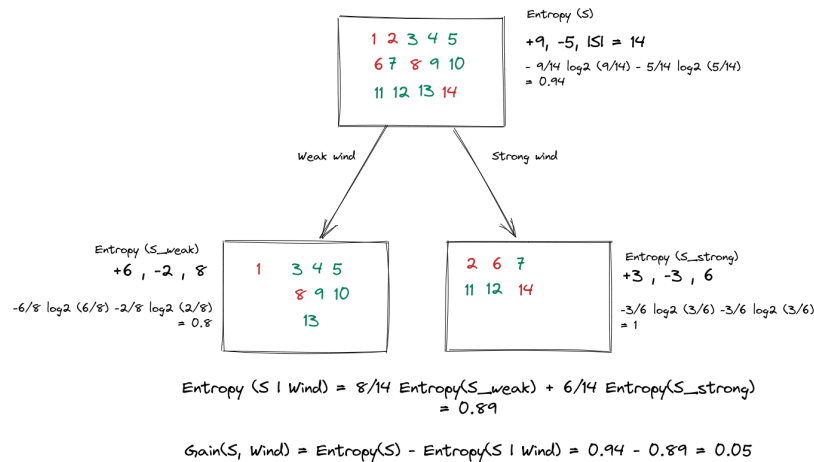 Entropy (S)
+9, -5, |S| = 14
- 9/14 log2 (9/14) - 5/14 log2 (5/14)
= 0.94
1 2 3 4 5
6 7 8 9 10
11 12 13 14
Weak wind
Strong wind
Entropy (S_weak)
+6 , -2 , 8
-6/8 log2 (6/8) -2/8 log2 (2/8)
= 0.8
1 3 4 5
8 9 10
13
2 6 7
11 12 14
Entropy (S_strong)
+3 , -3 , 6
-3/6 log2 (3/6) -3/6 log2 (3/6)
= 1
Entropy (S | Wind) = 8/14 Entropy(S_weak) + 6/14 Entropy(S_strong)
= 0.89
Gain(S, Wind) = Entropy(S) - Entropy(S | Wind) = 0.94 - 0.89 = 0.05